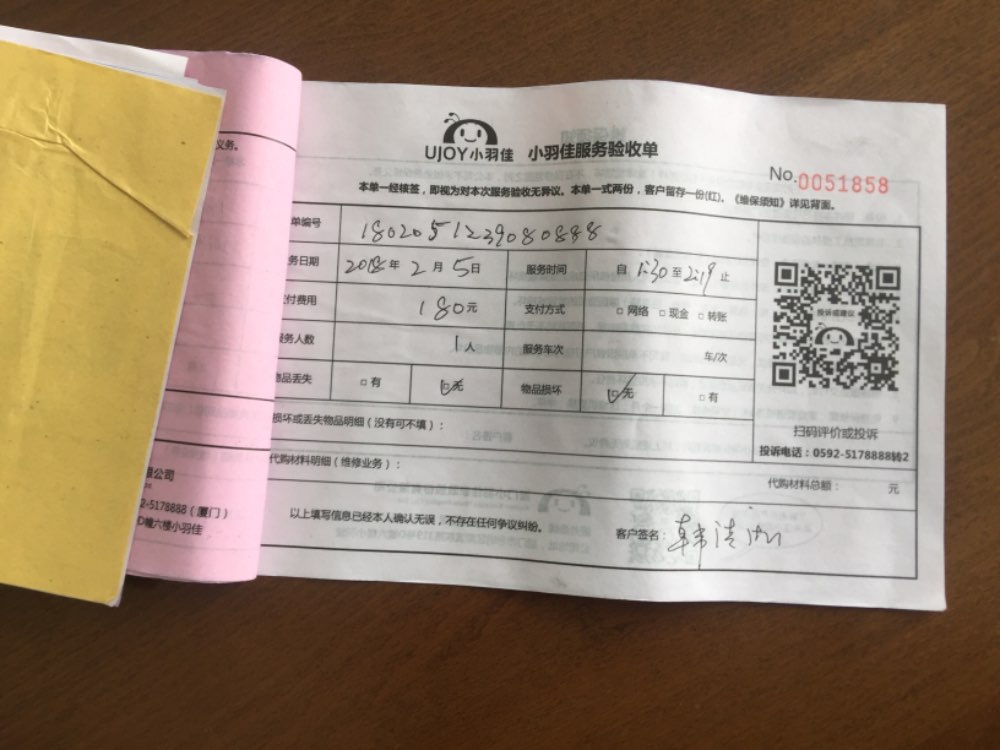 义务。
UJOY小羽佳 小羽佳服务验收单
No.0051858
本单一经核签，即视为对本次服务验收无异议。本单一式两份，客户留存一份(红)。《维保须知》详见背面。
单编号 180205123908088​8
务日期 2018年2月5日 服务时间 自 1:30 至 2:19 止
付费用 180元 支付方式 □网络 □现金 □转账
务人数 1人 服务车次 车/次
物品丢失 □有 □无 物品损坏 □无 □有
投诉或建议
扫码评价或投诉
投诉电话：0592-5178888转2
损坏或丢失物品明细（没有可不填）：
代购材料明细（维修业务）：
代购材料总额： 元
以上填写信息已经本人确认无误，不存在任何争议纠纷。
客户签名：
限公司
2-5178888（厦门）
D幢六楼小羽佳